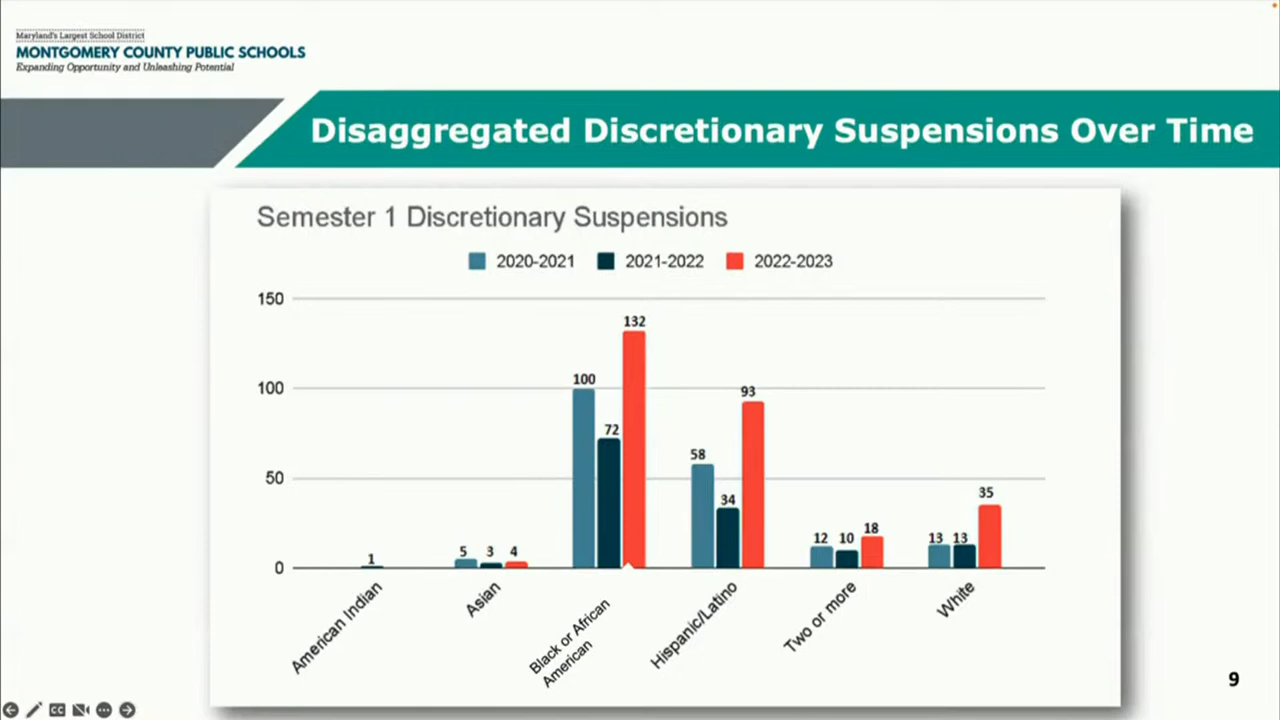 Maryland's Largest School District
MONTGOMERY COUNTY PUBLIC SCHOOLS
Expanding Opportunity and Unleashing Potential
Disaggregated Discretionary Suspensions Over Time
Semester 1 Discretionary Suspensions
2020-2021 2021-2022 2022-2023
150
100
50
0
1
5 3 4
100 72 132
58 34 93
12 10 18
13 13 35
American Indian
Asian
Black or African
American
Hispanic/Latino
Two or more
White
9
CC